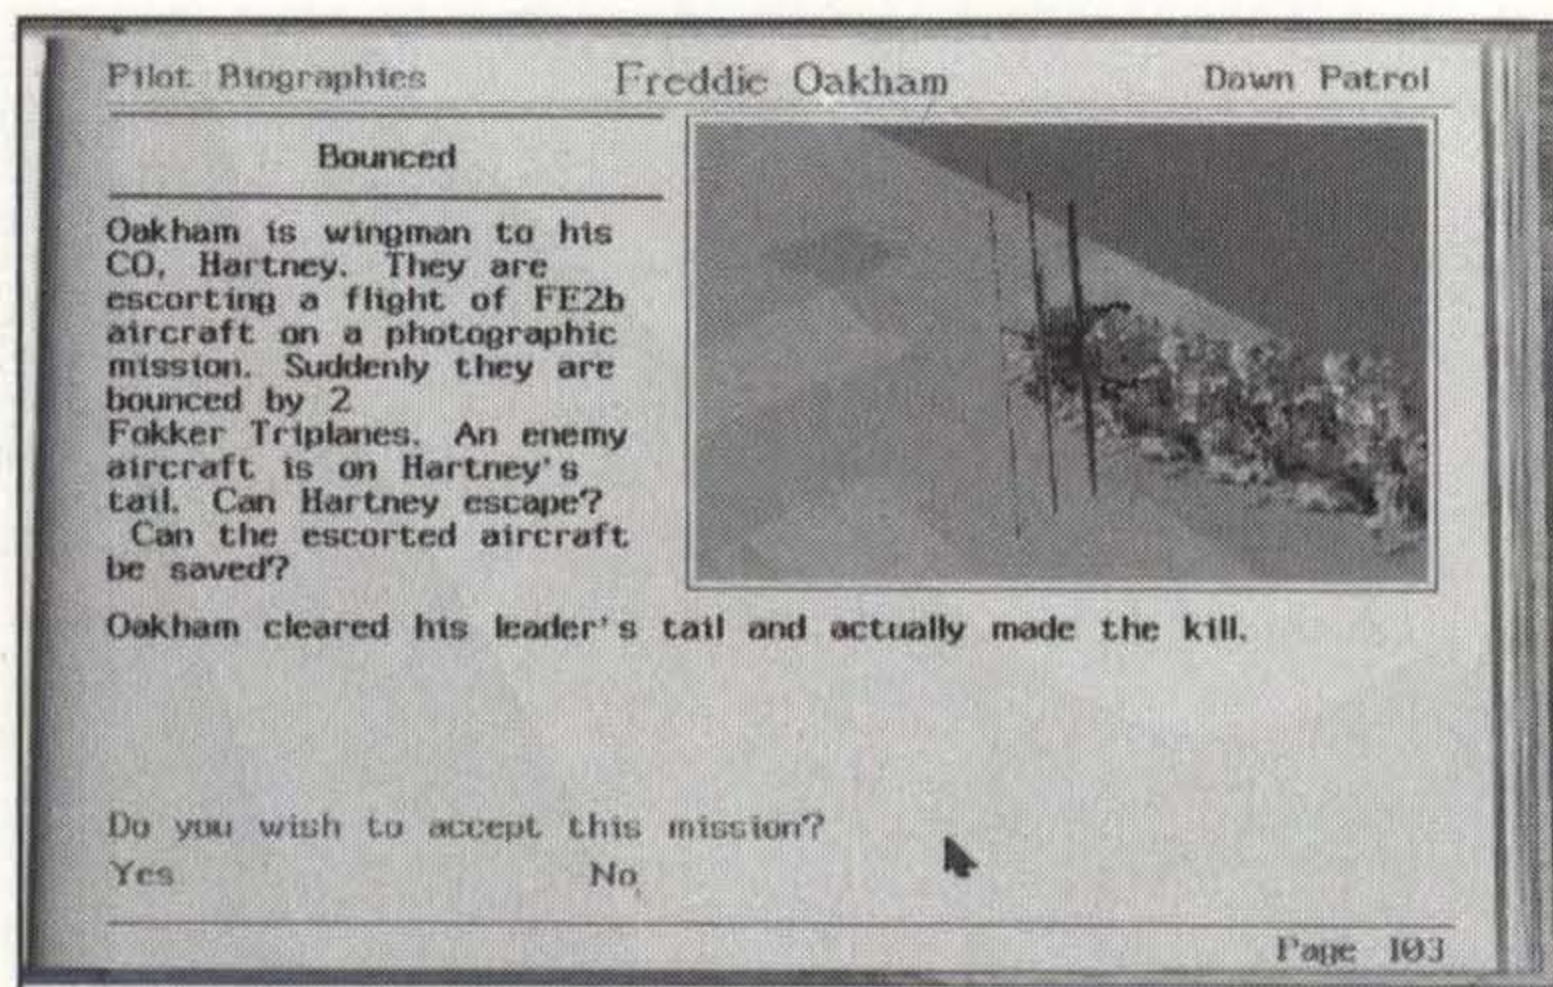 Pilot Biographies Freddie Oakham Dawn Patrol
Bounced
Oakham is wingman to his
CO, Hartney. They are
escorting a flight of FE2b
aircraft on a photographic
mission. Suddenly they are
bounced by 2
Fokker Triplanes. An enemy
aircraft is on Hartney's
tail. Can Hartney escape?
Can the escorted aircraft
be saved?
Oakham cleared his leader's tail and actually made the kill.
Do you wish to accept this mission?
Yes No
Page 103